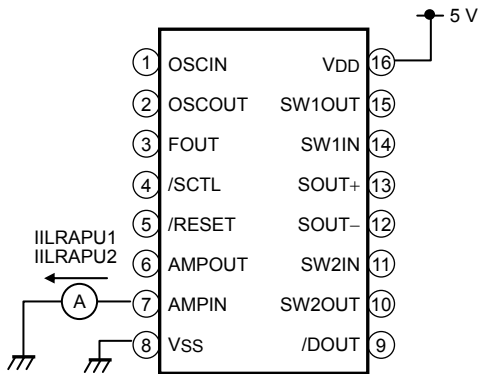 5 V
1 OSCIN VDD 16
2 OSCOUT SW1OUT 15
3 FOUT SW1IN 14
4 /SCTL SOUT+ 13
5 /RESET SOUT− 12
IILRAPU1
IILRAPU2
6 AMPOUT SW2IN 11
A 7 AMPIN SW2OUT 10
8 VSS /DOUT 9